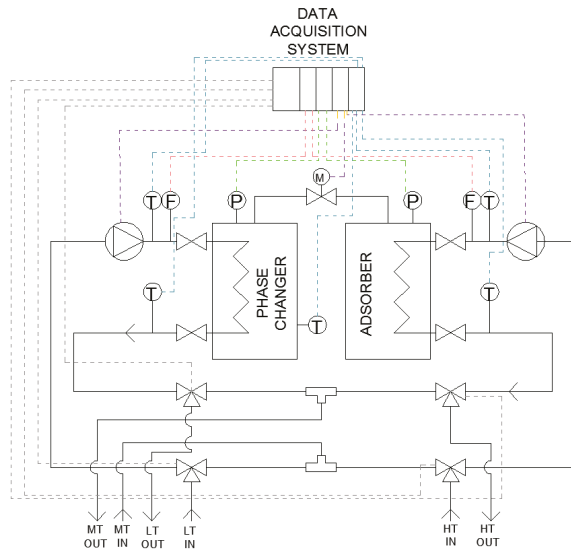 DATA
ACQUISITION
SYSTEM
M
T
F
P
P
F
T
T
PHASE
CHANGER
T
ADSORBER
T
MT
OUT
MT
IN
LT
OUT
LT
IN
HT
IN
HT
OUT